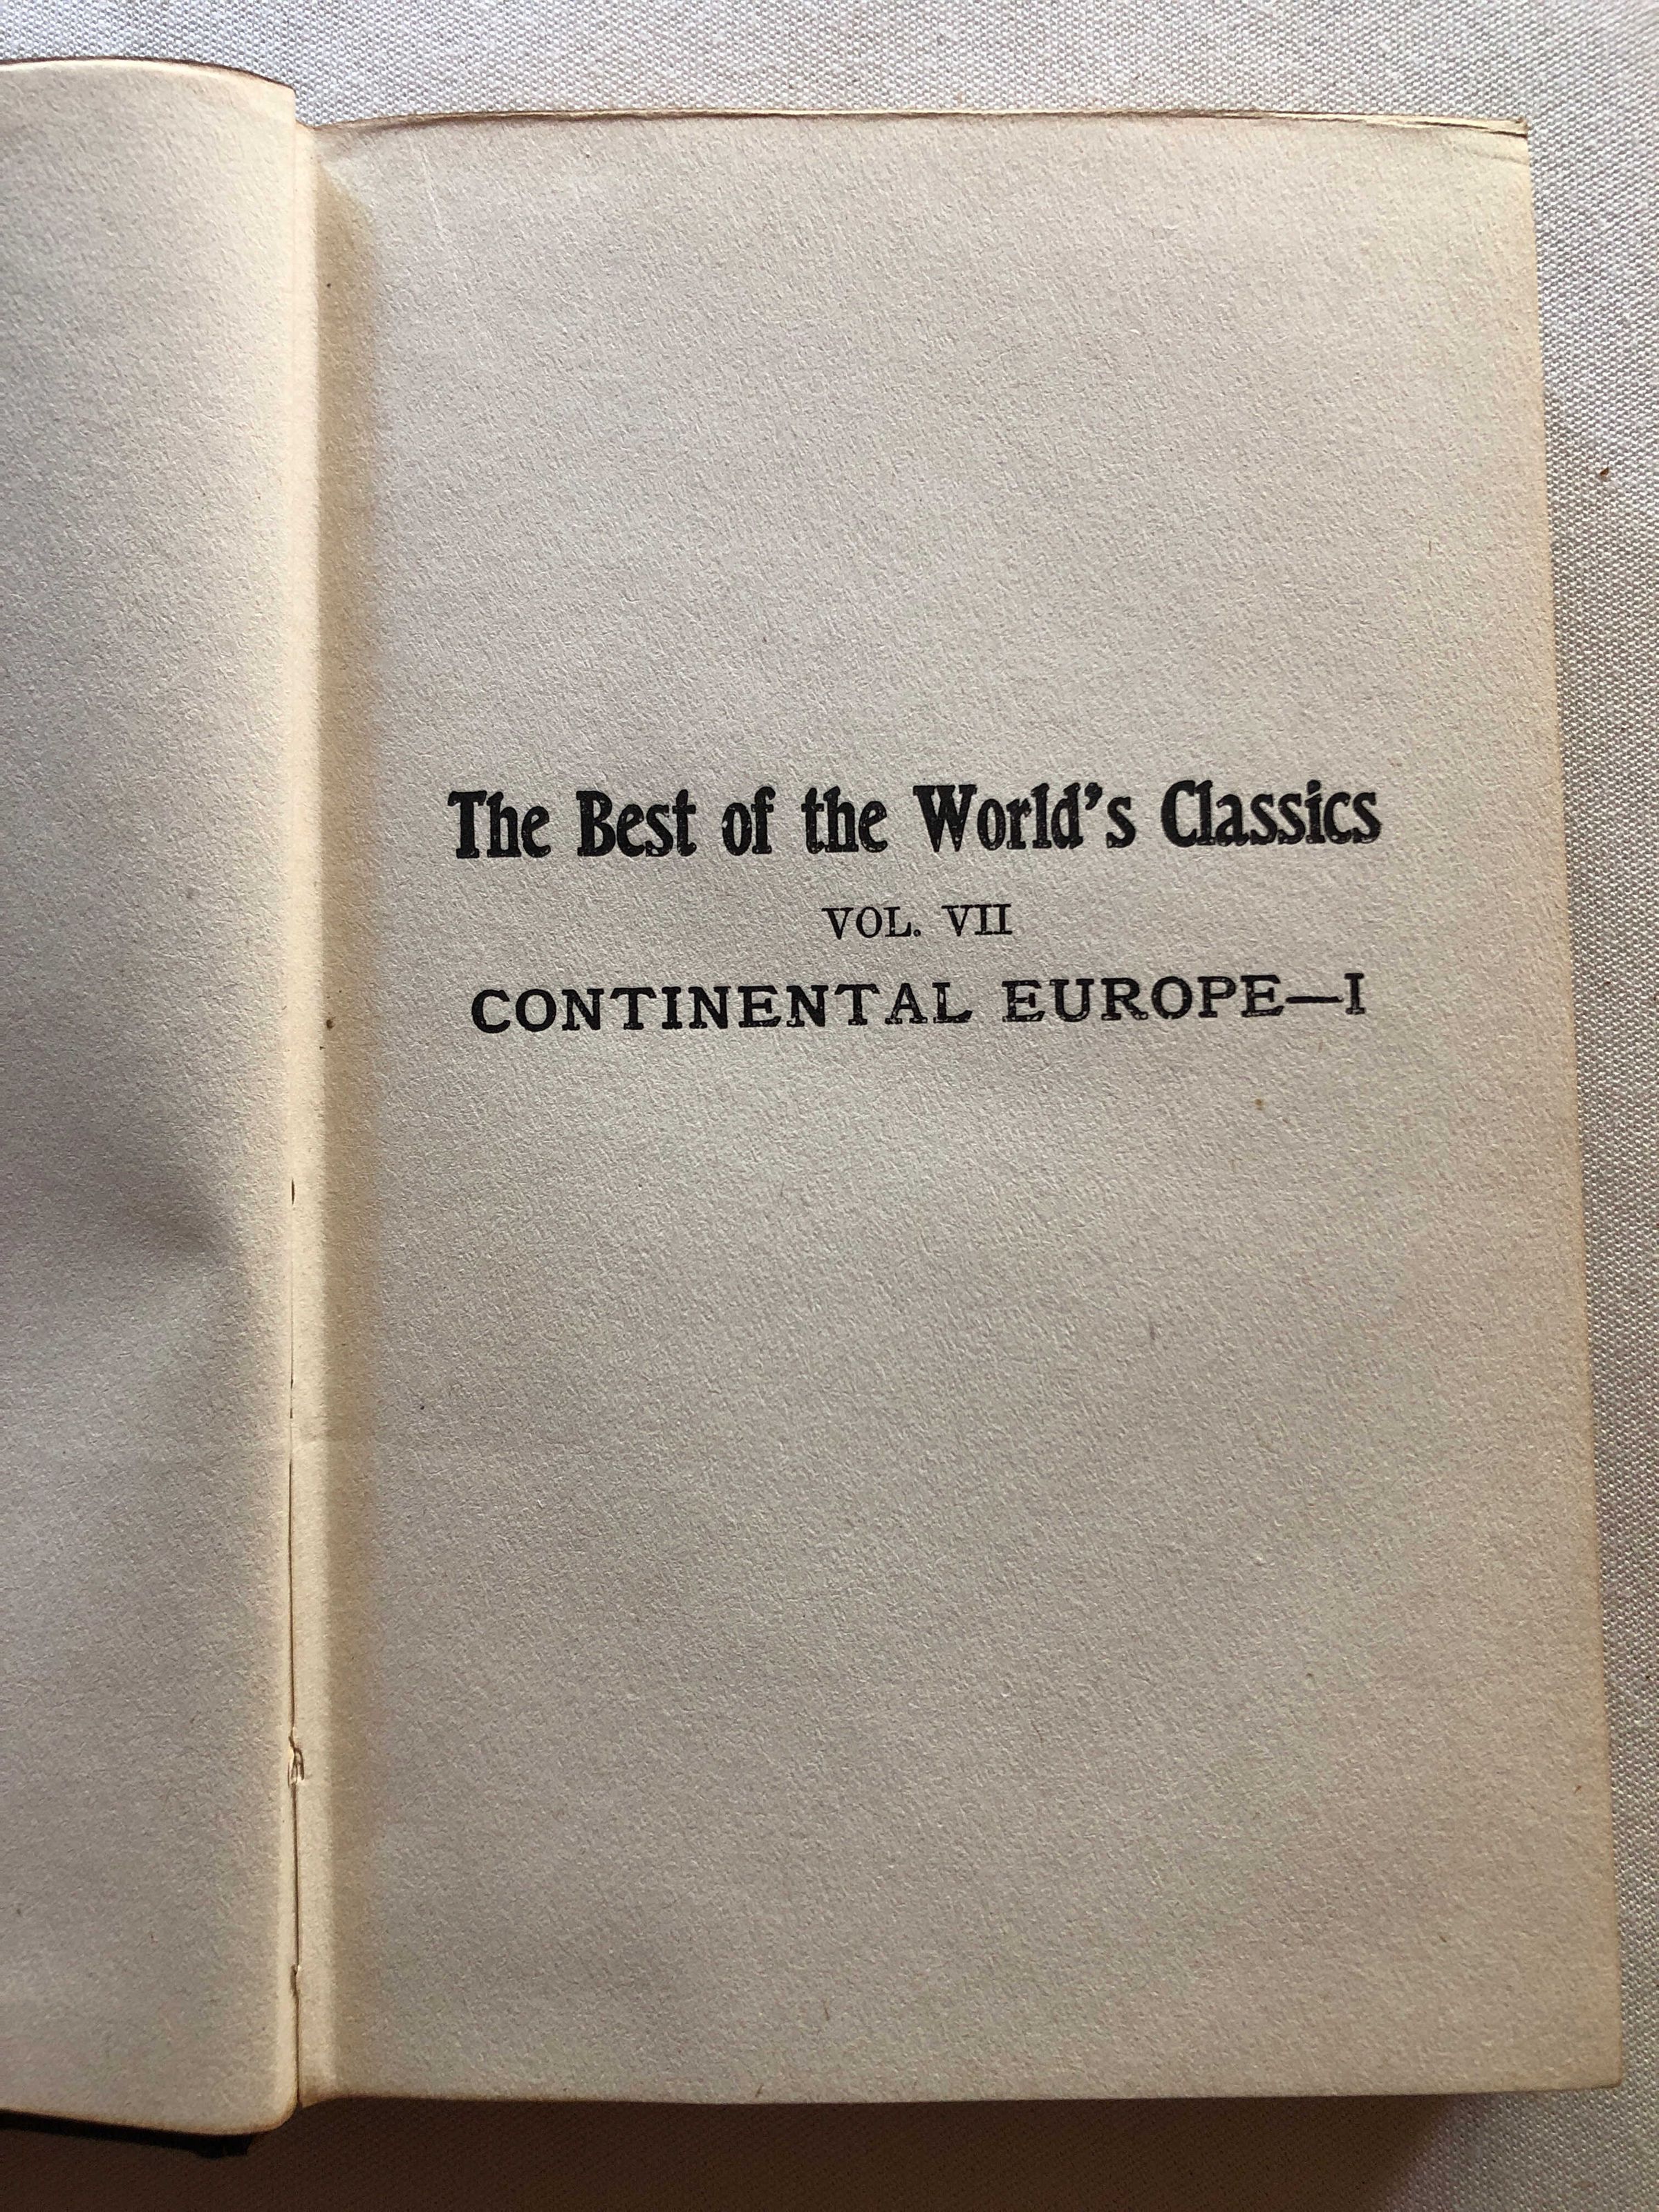 The Best of the World's Classics
VOL. VII
CONTINENTAL EUROPE—I